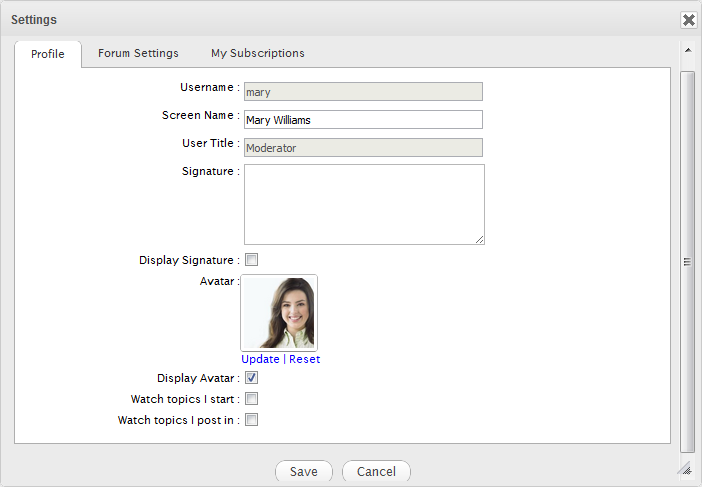 Settings
Profile Forum Settings My Subscriptions
Username : mary
Screen Name : Mary Williams
User Title : Moderator
Signature :
Display Signature :
Avatar :
Update | Reset
Display Avatar :
Watch topics I start :
Watch topics I post in :
Save Cancel